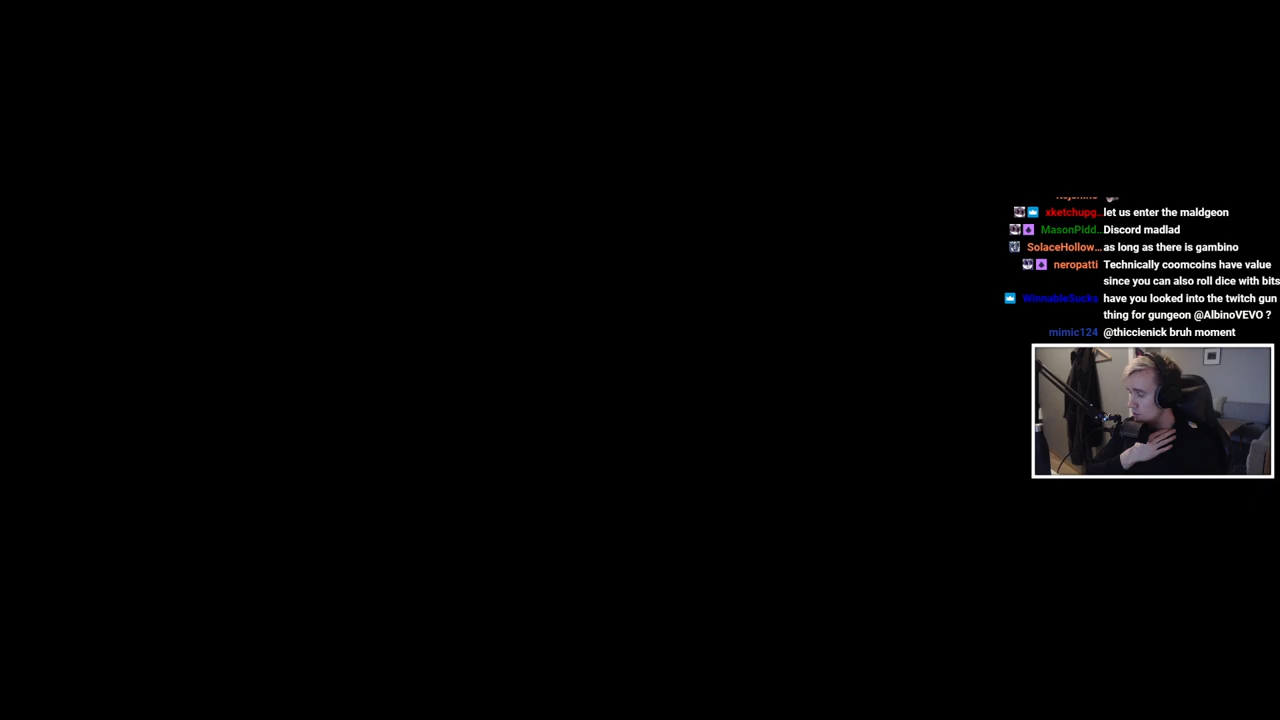 xketchupg… let us enter the maldgeon
MasonPidd… Discord madlad
SolaceHollow… as long as there is gambino
neropatti Technically coomcoins have value
since you can also roll dice with bits
WinnableSucks have you looked into the twitch gun
thing for gungeon @AlbinoVEVO ?
mimic124 @thiccienick bruh moment